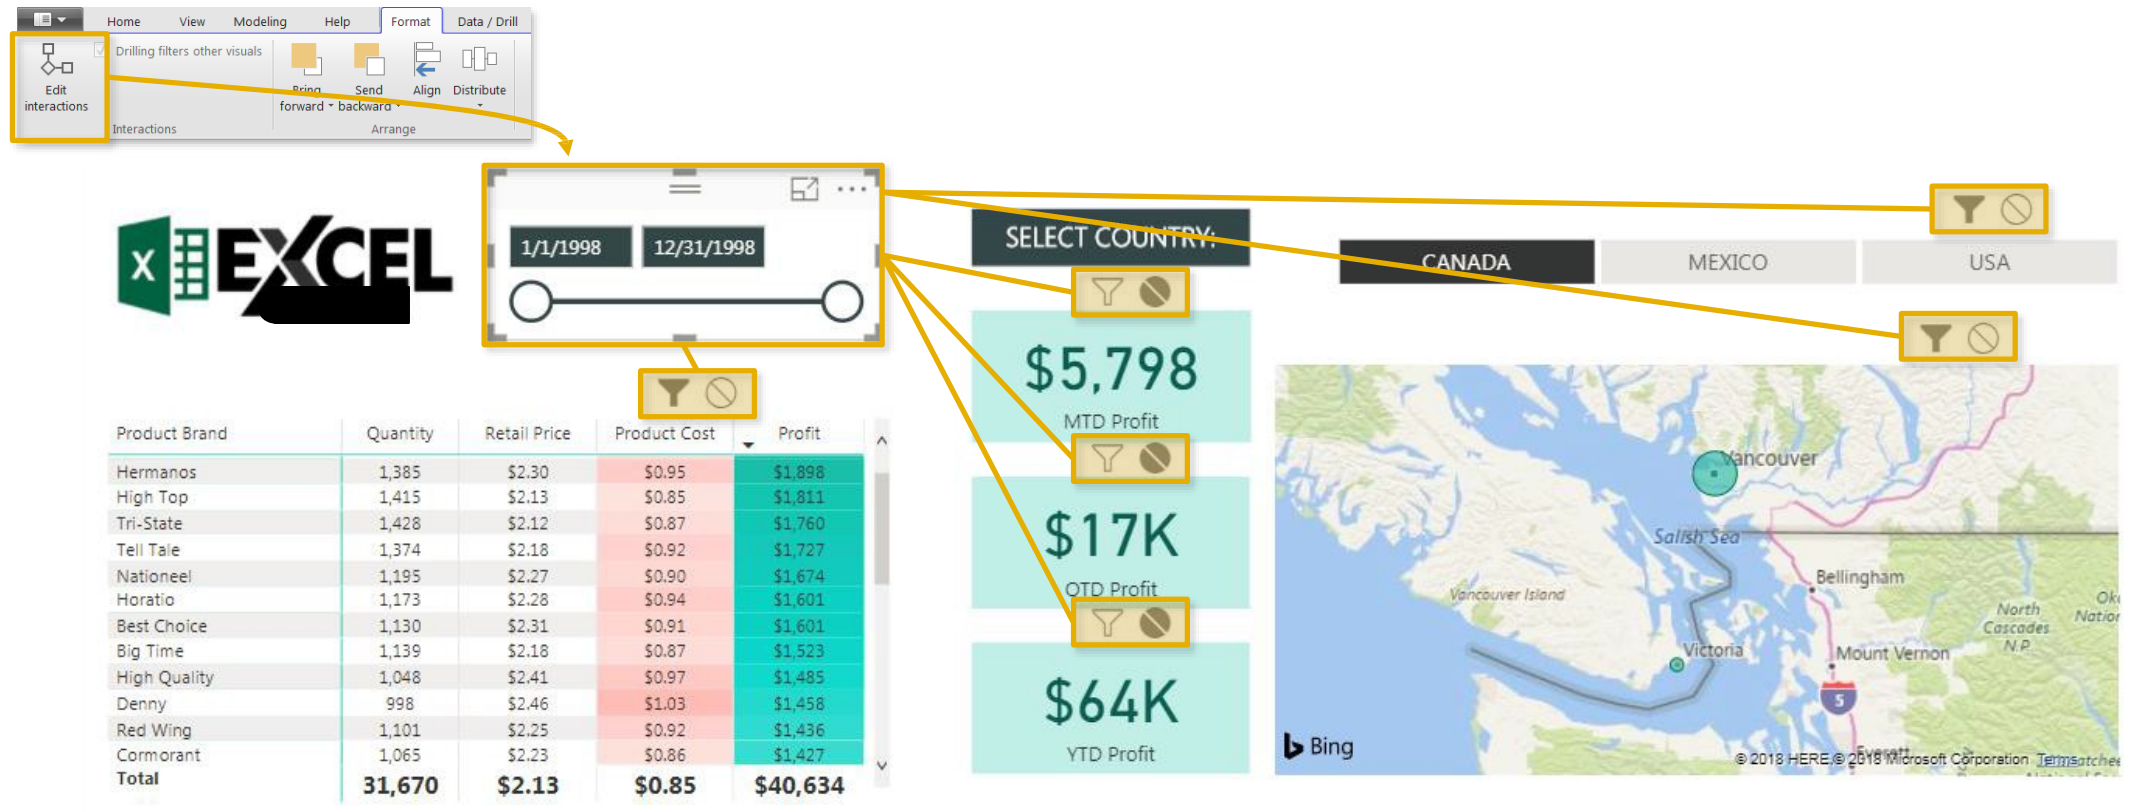 Home View Modeling Help Format Data / Drill
Drilling filters other visuals
Edit
interactions
Bring
forward
Send
backward
Align
Distribute
Interactions
Arrange
X
EXCEL
1/1/1998 12/31/1998
SELECT COUNTRY:
CANADA MEXICO USA
$5,798
MTD Profit
$17K
QTD Profit
$64K
YTD Profit
Product Brand Quantity Retail Price Product Cost Profit
Hermanos 1,385 $2.30 $0.95 $1,898
High Top 1,415 $2.13 $0.85 $1,811
Tri-State 1,428 $2.12 $0.87 $1,760
Tell Tale 1,374 $2.18 $0.92 $1,727
Nationeel 1,195 $2.27 $0.90 $1,674
Horatio 1,173 $2.28 $0.94 $1,601
Best Choice 1,130 $2.31 $0.91 $1,601
Big Time 1,139 $2.18 $0.87 $1,523
High Quality 1,048 $2.41 $0.97 $1,485
Denny 998 $2.46 $1.03 $1,458
Red Wing 1,101 $2.25 $0.92 $1,436
Cormorant 1,065 $2.23 $0.86 $1,427
Total 31,670 $2.13 $0.85 $40,634
Vancouver
Salish Sea
Bellingham
Vancouver Island
North
Cascades
N.P.
Victoria
Mount Vernon
5
Everett
Bing
© 2018 HERE © 2018 Microsoft Corporation Terms